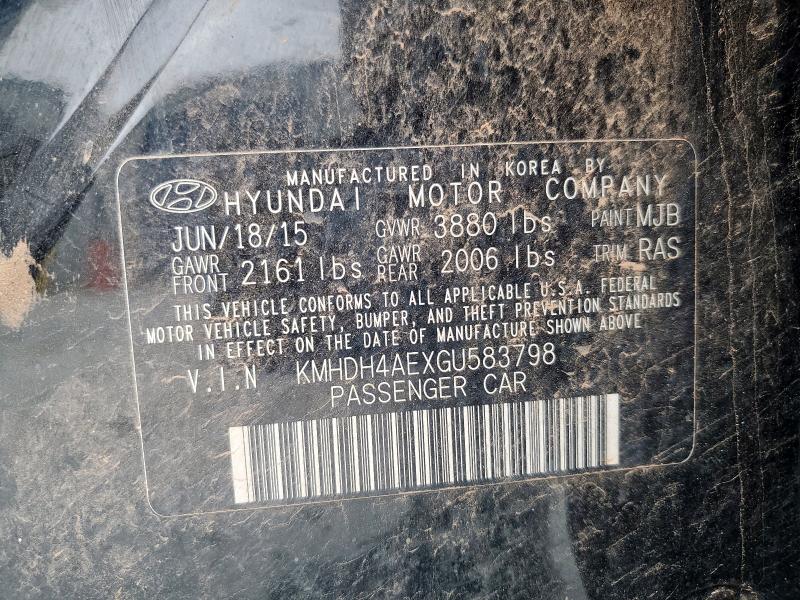 MANUFACTURED IN KOREA BY
HYUNDAI MOTOR COMPANY
JUN/18/15 GVWR 3880 lbs PAINT MJB
GAWR FRONT 2161 lbs GAWR REAR 2006 lbs TRIM RAS
THIS VEHICLE CONFORMS TO ALL APPLICABLE U.S.A. FEDERAL
MOTOR VEHICLE SAFETY, BUMPER, AND THEFT PREVENTION STANDARDS
IN EFFECT ON THE DATE OF MANUFACTURE SHOWN ABOVE
V.I.N KMHDH4AEXGU583798
PASSENGER CAR